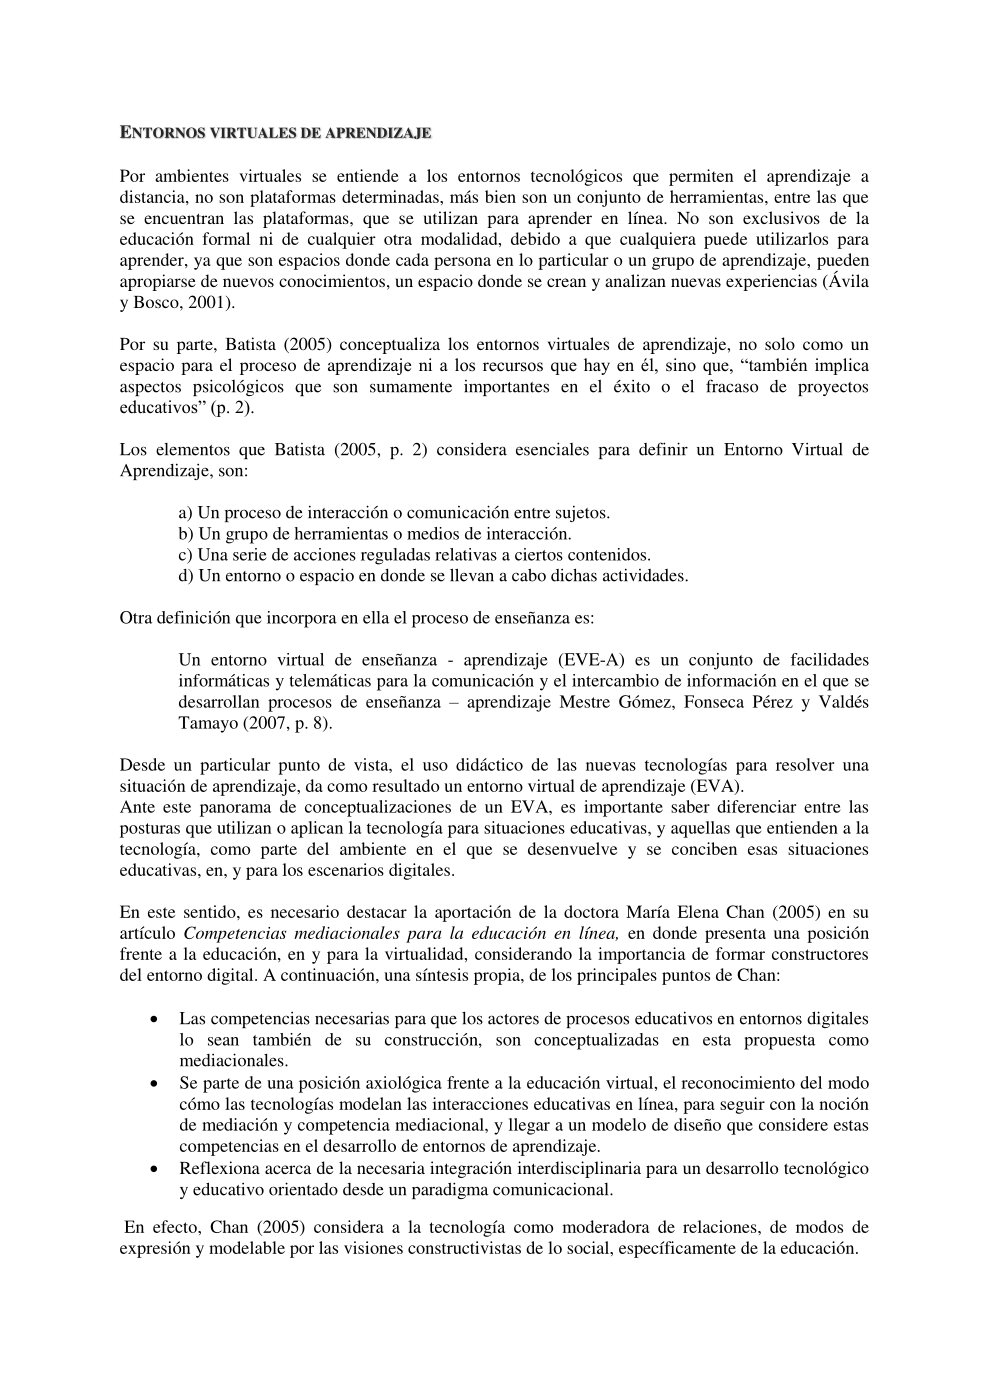 ENTORNOS VIRTUALES DE APRENDIZAJE
Por ambientes virtuales se entiende a los entornos tecnológicos que permiten el aprendizaje a
distancia, no son plataformas determinadas, más bien son un conjunto de herramientas, entre las que
se encuentran las plataformas, que se utilizan para aprender en línea. No son exclusivos de la
educación formal ni de cualquier otra modalidad, debido a que cualquiera puede utilizarlos para
aprender, ya que son espacios donde cada persona en lo particular o un grupo de aprendizaje, pueden
apropiarse de nuevos conocimientos, un espacio donde se crean y analizan nuevas experiencias (Ávila
y Bosco, 2001).
Por su parte, Batista (2005) conceptualiza los entornos virtuales de aprendizaje, no solo como un
espacio para el proceso de aprendizaje ni a los recursos que hay en él, sino que, “también implica
aspectos psicológicos que son sumamente importantes en el éxito o el fracaso de proyectos
educativos” (p. 2).
Los elementos que Batista (2005, p. 2) considera esenciales para definir un Entorno Virtual de
Aprendizaje, son:
a) Un proceso de interacción o comunicación entre sujetos.
b) Un grupo de herramientas o medios de interacción.
c) Una serie de acciones reguladas relativas a ciertos contenidos.
d) Un entorno o espacio en donde se llevan a cabo dichas actividades.
Otra definición que incorpora en ella el proceso de enseñanza es:
Un entorno virtual de enseñanza - aprendizaje (EVE-A) es un conjunto de facilidades
informáticas y telemáticas para la comunicación y el intercambio de información en el que se
desarrollan procesos de enseñanza – aprendizaje Mestre Gómez, Fonseca Pérez y Valdés
Tamayo (2007, p. 8).
Desde un particular punto de vista, el uso didáctico de las nuevas tecnologías para resolver una
situación de aprendizaje, da como resultado un entorno virtual de aprendizaje (EVA).
Ante este panorama de conceptualizaciones de un EVA, es importante saber diferenciar entre las
posturas que utilizan o aplican la tecnología para situaciones educativas, y aquellas que entienden a la
tecnología, como parte del ambiente en el que se desenvuelve y se conciben esas situaciones
educativas, en, y para los escenarios digitales.
En este sentido, es necesario destacar la aportación de la doctora María Elena Chan (2005) en su
artículo Competencias mediacionales para la educación en línea, en donde presenta una posición
frente a la educación, en y para la virtualidad, considerando la importancia de formar constructores
del entorno digital. A continuación, una síntesis propia, de los principales puntos de Chan:
• Las competencias necesarias para que los actores de procesos educativos en entornos digitales
lo sean también de su construcción, son conceptualizadas en esta propuesta como
mediacionales.
• Se parte de una posición axiológica frente a la educación virtual, el reconocimiento del modo
cómo las tecnologías modelan las interacciones educativas en línea, para seguir con la noción
de mediación y competencia mediacional, y llegar a un modelo de diseño que considere estas
competencias en el desarrollo de entornos de aprendizaje.
• Reflexiona acerca de la necesaria integración interdisciplinaria para un desarrollo tecnológico
y educativo orientado desde un paradigma comunicacional.
En efecto, Chan (2005) considera a la tecnología como moderadora de relaciones, de modos de
expresión y modelable por las visiones constructivistas de lo social, específicamente de la educación.